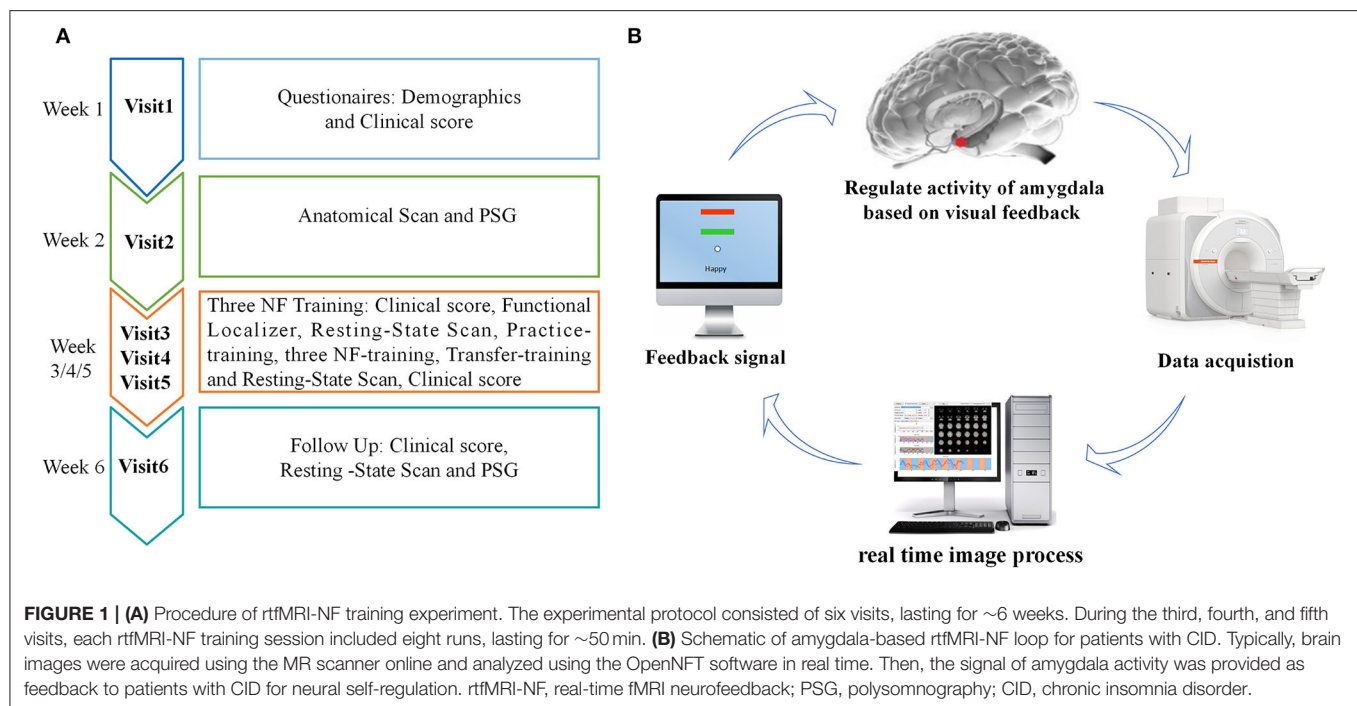 A
Week 1
Visit1
Questionaires: Demographics
and Clinical score
Week 2
Visit2
Anatomical Scan and PSG
Week
3/4/5
Visit3
Visit4
Visit5
Three NF Training: Clinical score, Functional
Localizer, Resting-State Scan, Practice-
training, three NF-training, Transfer-training
and Resting-State Scan, Clinical score
Week 6
Visit6
Follow Up: Clinical score,
Resting -State Scan and PSG
B
Regulate activity of amygdala
based on visual feedback
Happy
Feedback signal
Data acquistion
real time image process
FIGURE 1 | (A) Procedure of rtfMRI-NF training experiment. The experimental protocol consisted of six visits, lasting for ~6 weeks. During the third, fourth, and fifth
visits, each rtfMRI-NF training session included eight runs, lasting for ~50 min. (B) Schematic of amygdala-based rtfMRI-NF loop for patients with CID. Typically, brain
images were acquired using the MR scanner online and analyzed using the OpenNFT software in real time. Then, the signal of amygdala activity was provided as
feedback to patients with CID for neural self-regulation. rtfMRI-NF, real-time fMRI neurofeedback; PSG, polysomnography; CID, chronic insomnia disorder.